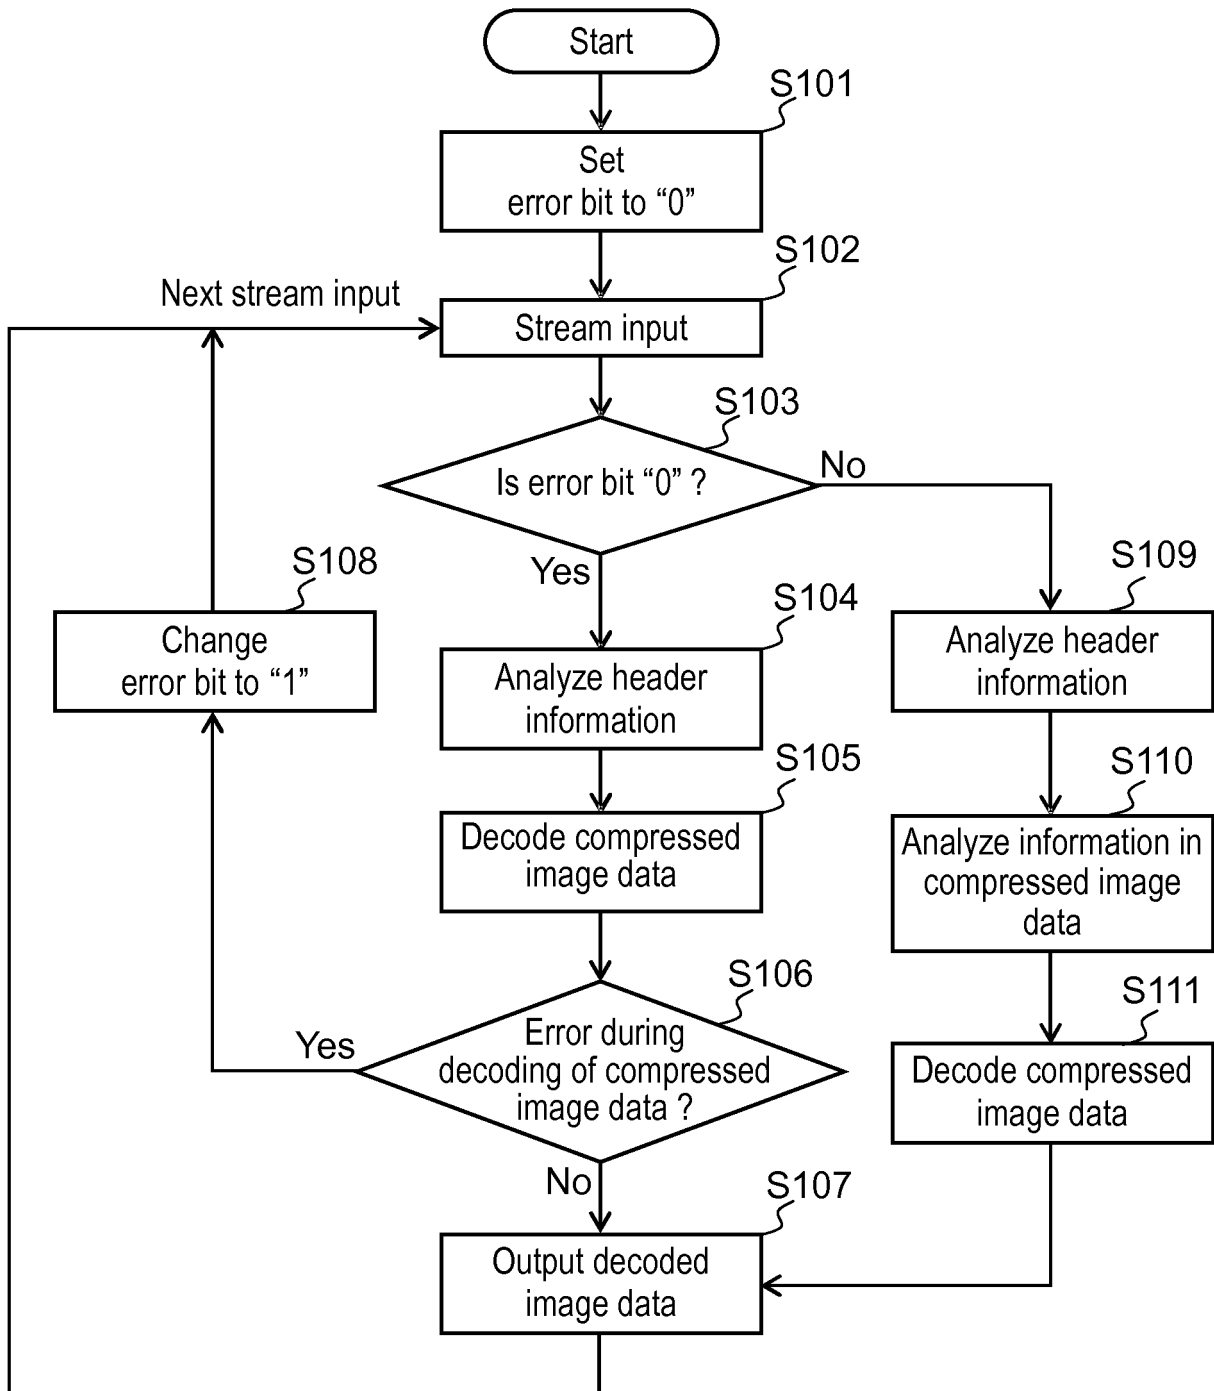 Start
S101
Set
error bit to “0”
S102
Next stream input
Stream input
S103
Is error bit “0” ?
No
Yes
S108
Change
error bit to “1”
S104
Analyze header
information
S109
Analyze header
information
S105
Decode compressed
image data
S110
Analyze information in
compressed image
data
S106
Error during
decoding of compressed
image data ?
Yes
No
S111
Decode compressed
image data
S107
Output decoded
image data